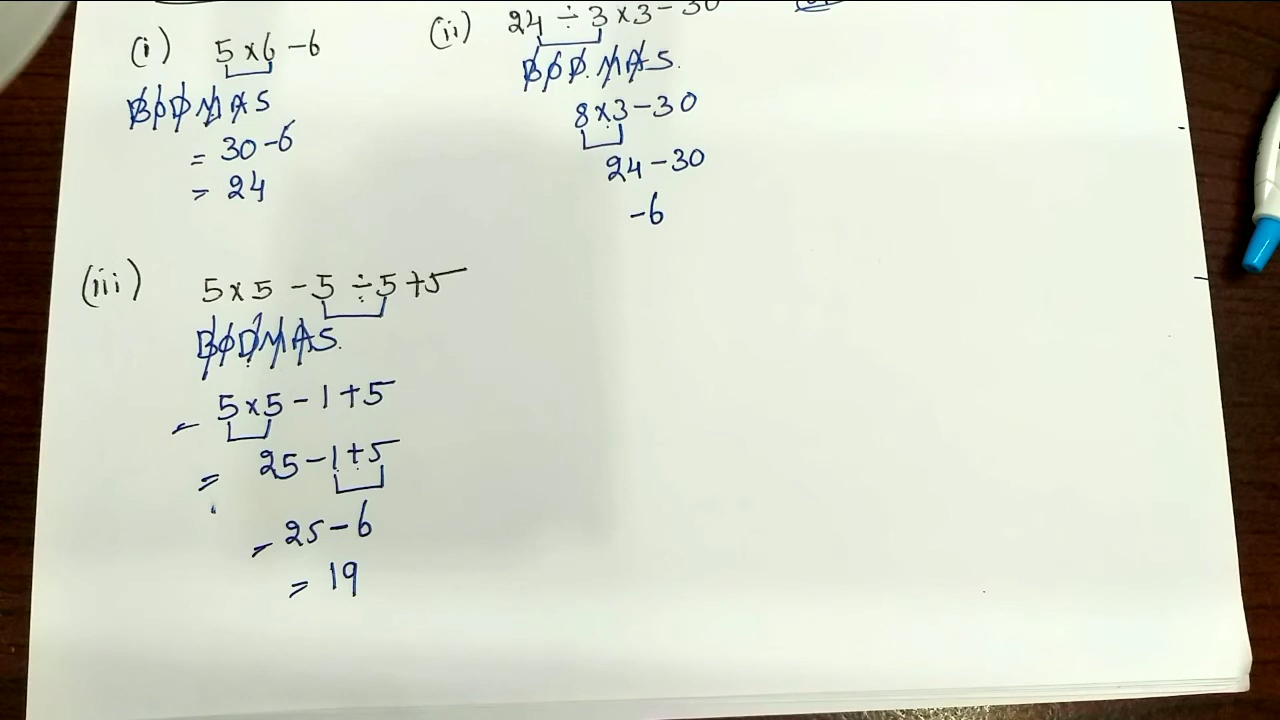 (i) 5 × 6 - 6
BODMAS
= 30 - 6
= 24
(ii) 24 ÷ 3 × 3 - 30
BODMAS.
8 × 3 - 30
24 - 30
-6
(iii) 5 × 5 - 5 ÷ 5 + 5
BODMAS.
= 5 × 5 - 1 + 5
= 25 - 1 + 5
= 25 - 6
= 19